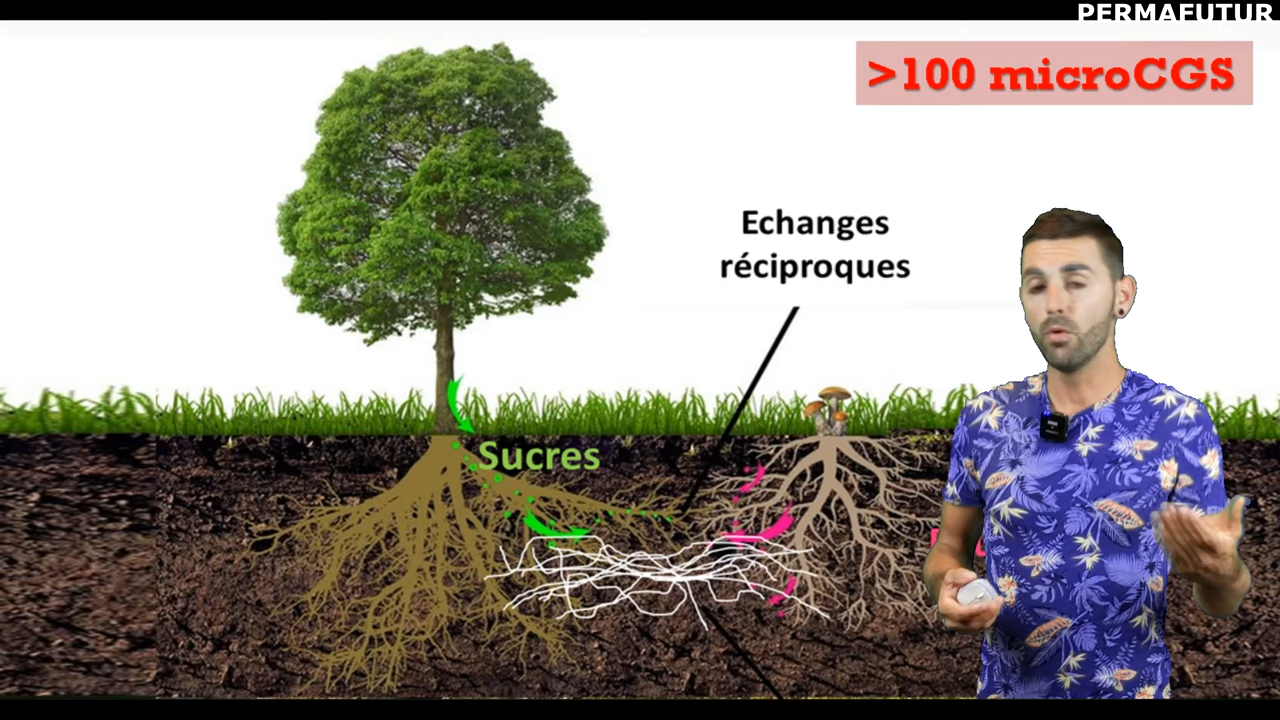 PERMAFUTUR
>100 microCGS
Echanges
réciproques
Sucres